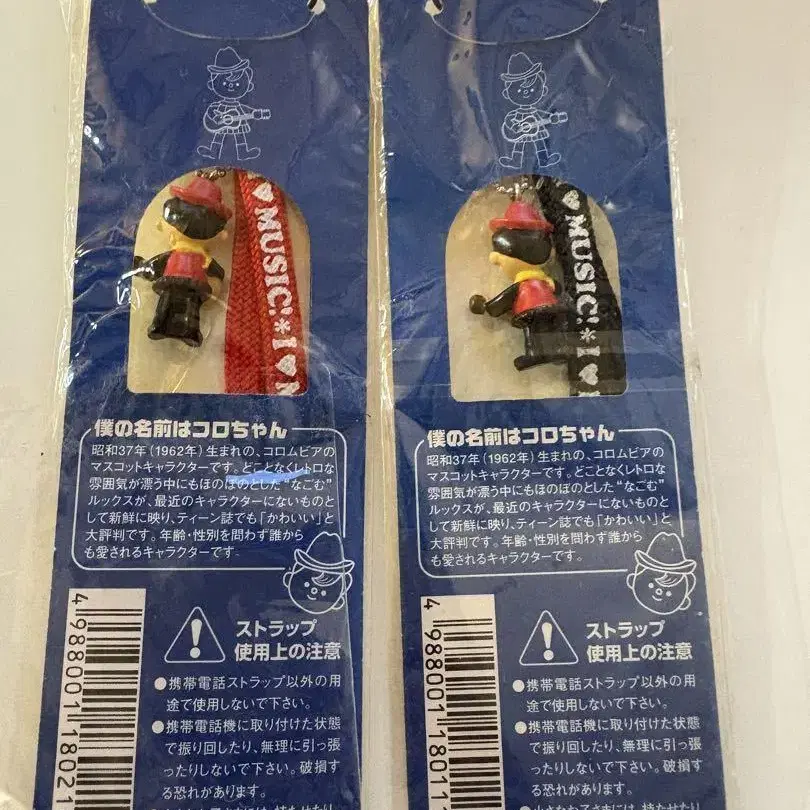 MUSIC!*I♥M
僕の名前はコロちゃん
昭和37年(1962年)生まれの、コロムビアの
マスコットキャラクターです。どことなくレトロな
雰囲気が漂う中にもほのぼのとした“なごむ”
ルックスが、最近のキャラクターにないものと
して新鮮に映り、ティーン誌でも「かわいい」と
大評判です。年齢・性別を問わず誰から
も愛されるキャラクターです。
ストラップ
使用上の注意
●携帯電話ストラップ以外の用
途で使用しないで下さい。
●携帯電話機に取り付けた状態
で振り回したり、無理に引っ張
ったりしないで下さい。破損す
る恐れがあります。
4 988001 18021
♥MUSIC!*I♥
僕の名前はコロちゃん
昭和37年(1962年)生まれの、コロムビアの
マスコットキャラクターです。どことなくレトロな
雰囲気が漂う中にもほのぼのとした“なごむ”
ルックスが、最近のキャラクターにないものと
して新鮮に映り、ティーン誌でも「かわいい」と
大評判です。年齢・性別を問わず誰から
も愛されるキャラクターです。
ストラップ
使用上の注意
●携帯電話ストラップ以外の用
途で使用しないで下さい。
●携帯電話機に取り付けた状態
で振り回したり、無理に引っ張
ったりしないで下さい。破損す
る恐れがあります。
4 988001 18011